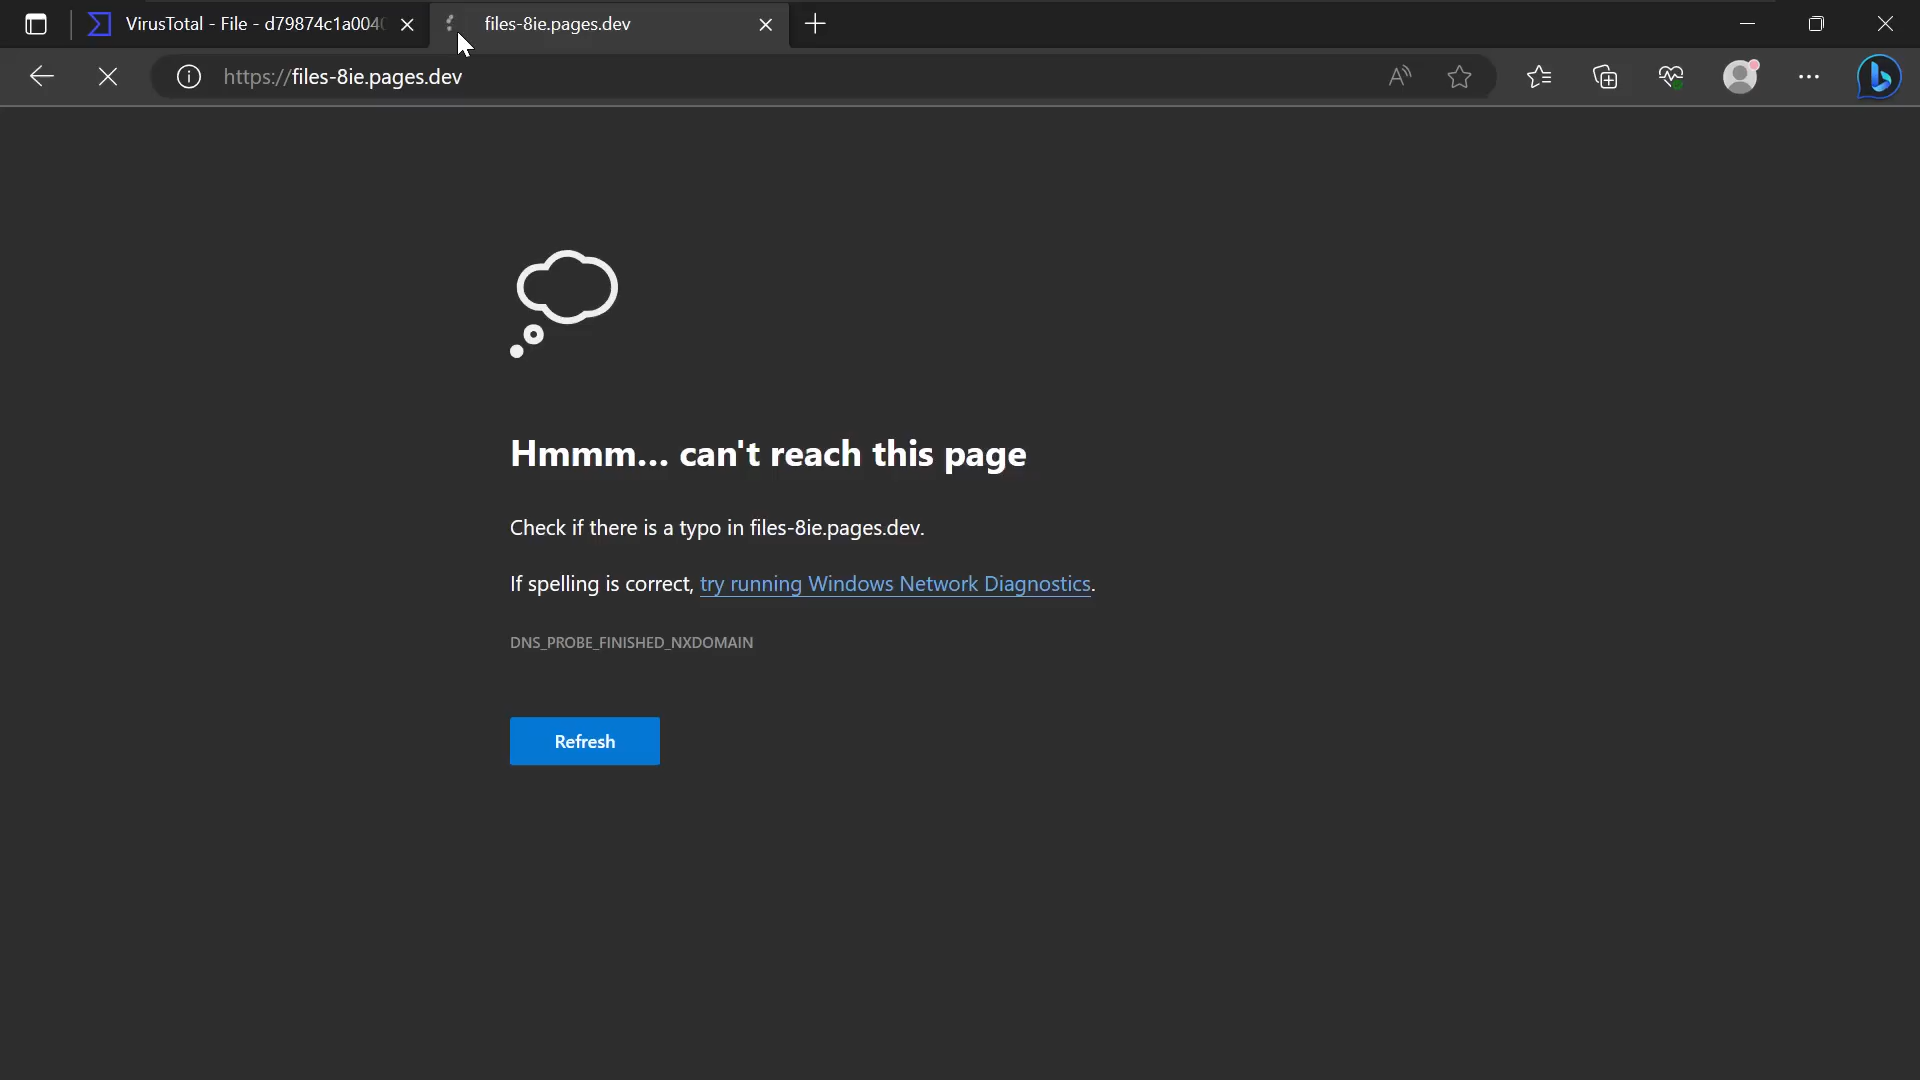 VirusTotal - File - d79874c1a004
files-8ie.pages.dev
https://files-8ie.pages.dev
Hmmm... can't reach this page
Check if there is a typo in files-8ie.pages.dev.
If spelling is correct, try running Windows Network Diagnostics.
DNS_PROBE_FINISHED_NXDOMAIN
Refresh